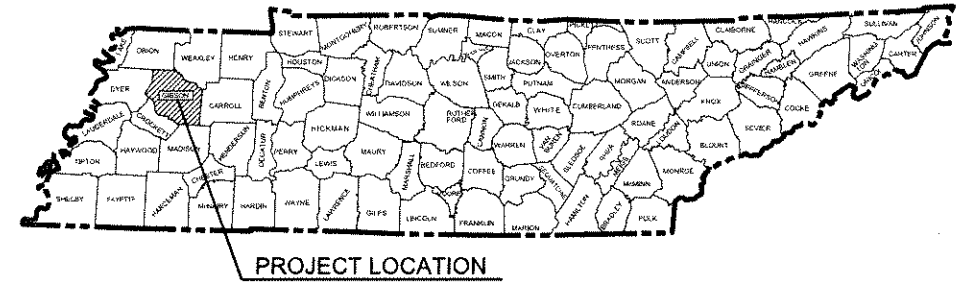 STEWART MONTGOMERY ROBERTSON SUMNER MACON CLAY PICKETT SCOTT CLAIBORNE HANCOCK HAWKINS SULLIVAN JOHNSON
LAKE OBION WEAKLEY HENRY HOUSTON CHEATHAM JACKSON OVERTON FENTRESS CAMPBELL UNION GRAINGER HAMBLEN GREENE CARTER
DYER GIBSON CARROLL BENTON HUMPHREYS DICKSON DAVIDSON WILSON SMITH PUTNAM MORGAN ANDERSON JEFFERSON COCKE
LAUDERDALE CROCKETT WILLIAMSON RUTHER FORD DEKALB WHITE CUMBERLAND ROANE KNOX SEVIER
TIPTON HAYWOOD MADISON HENDERSON DECATUR PERRY HICKMAN MAURY CANNON WARREN VAN BUREN BLEDSOE RHEA LOUDON BLOUNT
CHESTER LEWIS MARSHALL BEDFORD COFFEE GRUNDY MEIGS MCMINN MONROE
SHELBY FAYETTE HARDEMAN MCNAIRY HARDIN WAYNE LAWRENCE GILES LINCOLN MOORE FRANKLIN MARION SEQUATCHIE HAMILTON BRADLEY POLK
PROJECT LOCATION